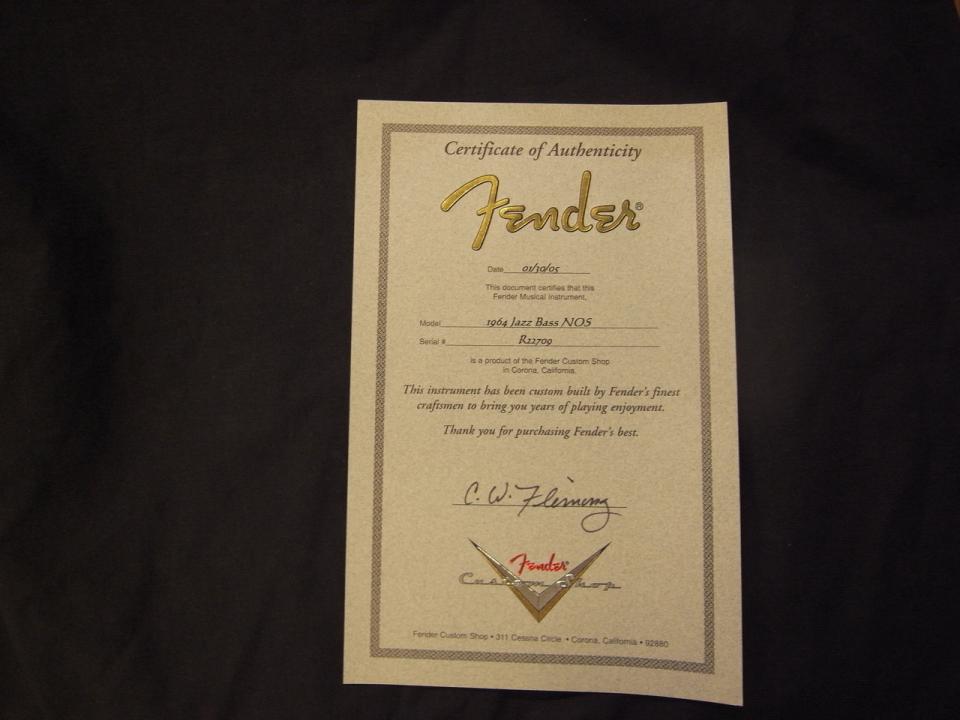 Certificate of Authenticity
Fender®
Date 01/30/05
This document certifies that this
Fender Musical Instrument,
Model 1964 Jazz Bass NOS
Serial # R22709
is a product of the Fender Custom Shop
in Corona, California.
This instrument has been custom built by Fender's finest
craftsmen to bring you years of playing enjoyment.
Thank you for purchasing Fender's best.
C. W. Fleming
Fender®
Custom Shop
Fender Custom Shop • 311 Cessna Circle • Corona, California • 92880